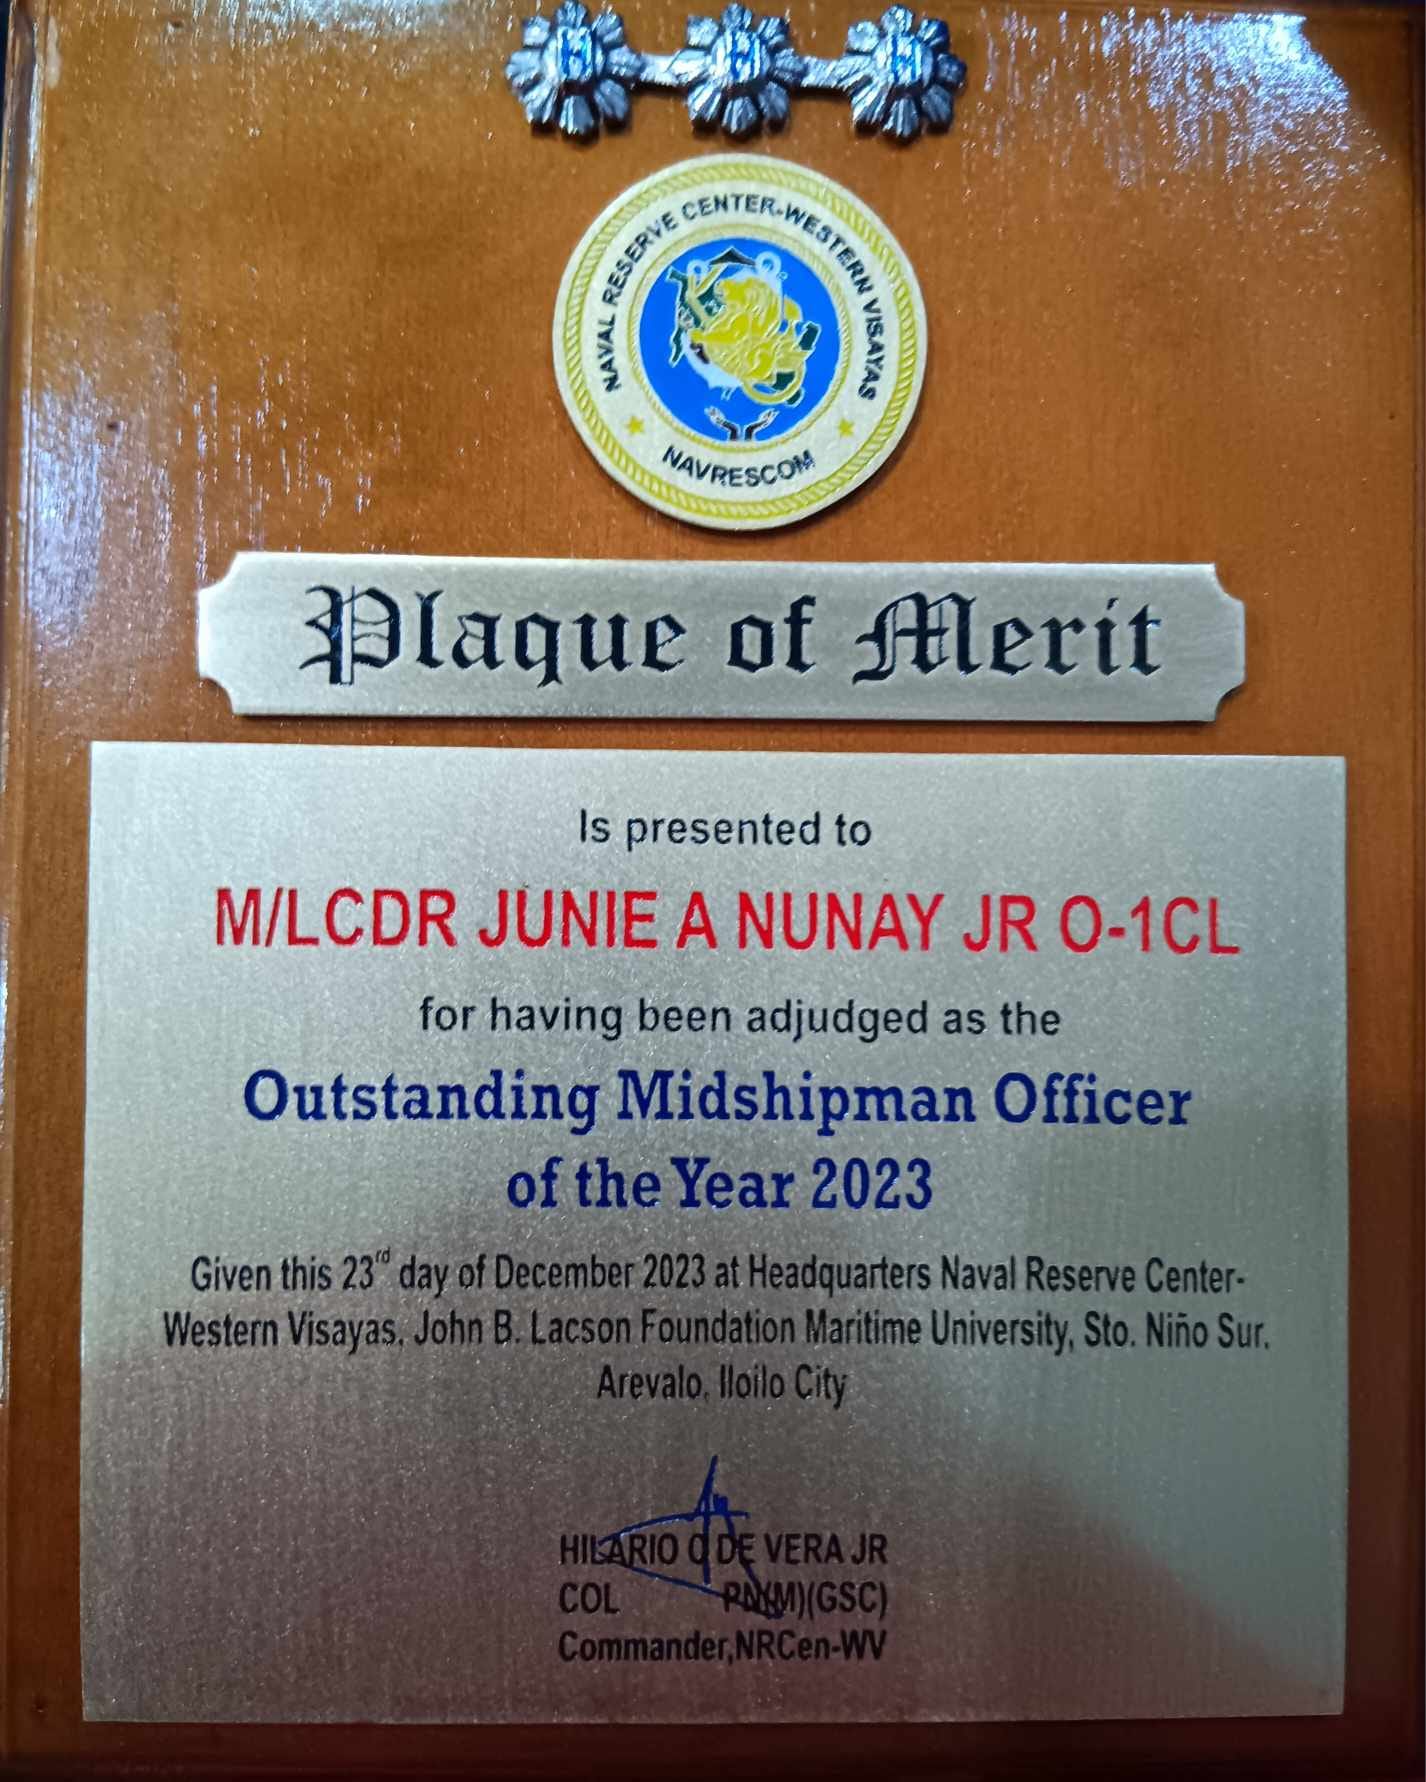 NAVAL RESERVE CENTER-WESTERN VISAYAS
NAVRESCOM
Plaque of Merit
Is presented to
M/LCDR JUNIE A NUNAY JR O-1CL
for having been adjudged as the
Outstanding Midshipman Officer
of the Year 2023
Given this 23rd day of December 2023 at Headquarters Naval Reserve Center-
Western Visayas, John B. Lacson Foundation Maritime University, Sto. Niño Sur,
Arevalo, Iloilo City
HILARIO DE VERA JR
COL PN(M)(GSC)
Commander,NRCen-WV